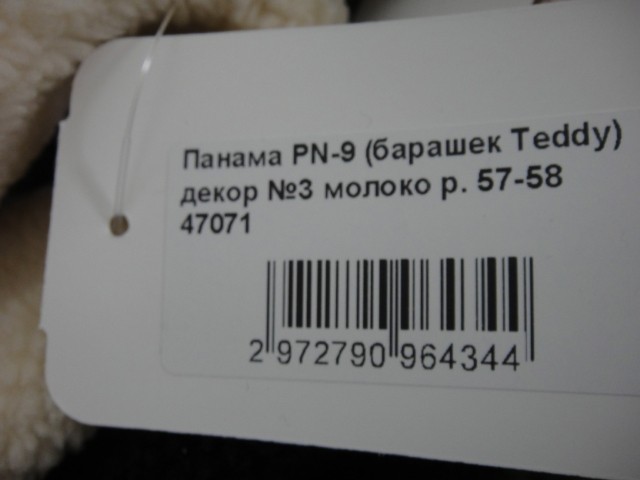 Панама PN-9 (барашек Teddy)
декор №3 молоко р. 57-58
47071
2 972790 964344